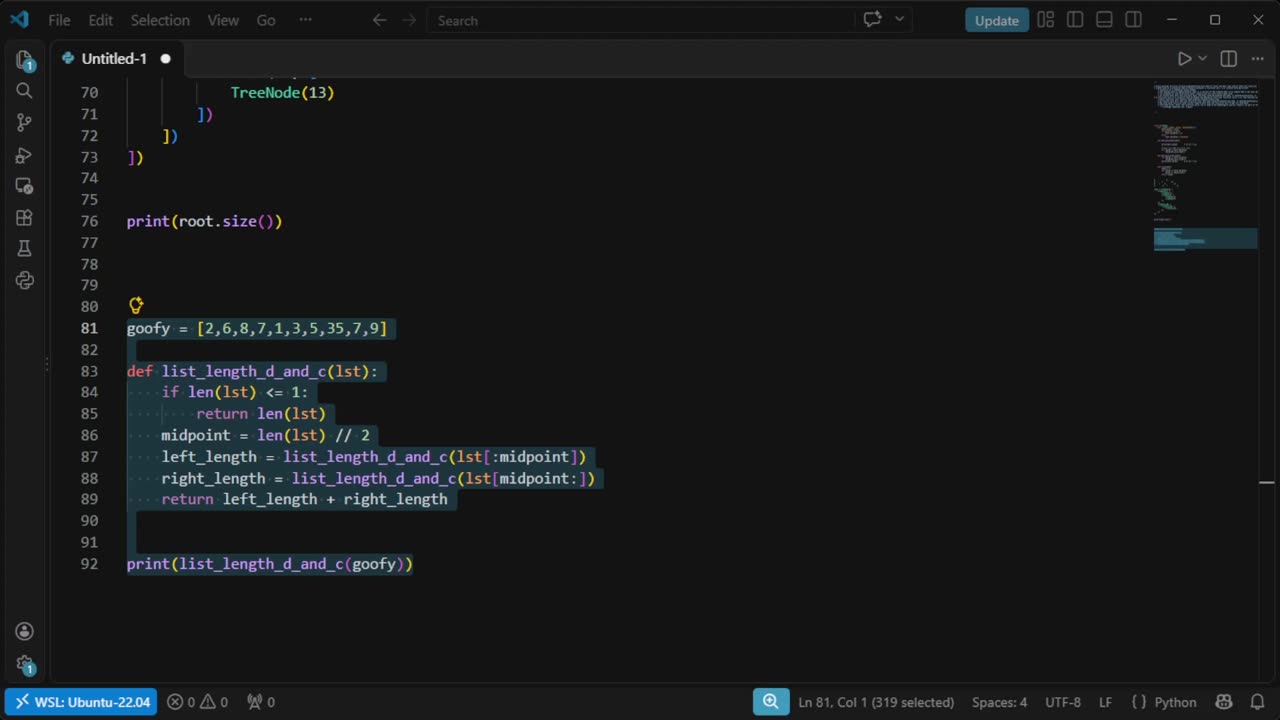 File Edit Selection View Go ··· Search Update
Untitled-1
70 TreeNode(13)
71 ])
72 ])
73 ])
74
75
76 print(root.size())
77
78
79
80
81 goofy = [2,6,8,7,1,3,5,35,7,9]
82
83 def list_length_d_and_c(lst):
84 if len(lst) <= 1:
85 return len(lst)
86 midpoint = len(lst) // 2
87 left_length = list_length_d_and_c(lst[:midpoint])
88 right_length = list_length_d_and_c(lst[midpoint:])
89 return left_length + right_length
90
91
92 print(list_length_d_and_c(goofy))
1
1
WSL: Ubuntu-22.04 0 0 0 Ln 81, Col 1 (319 selected) Spaces: 4 UTF-8 LF { } Python